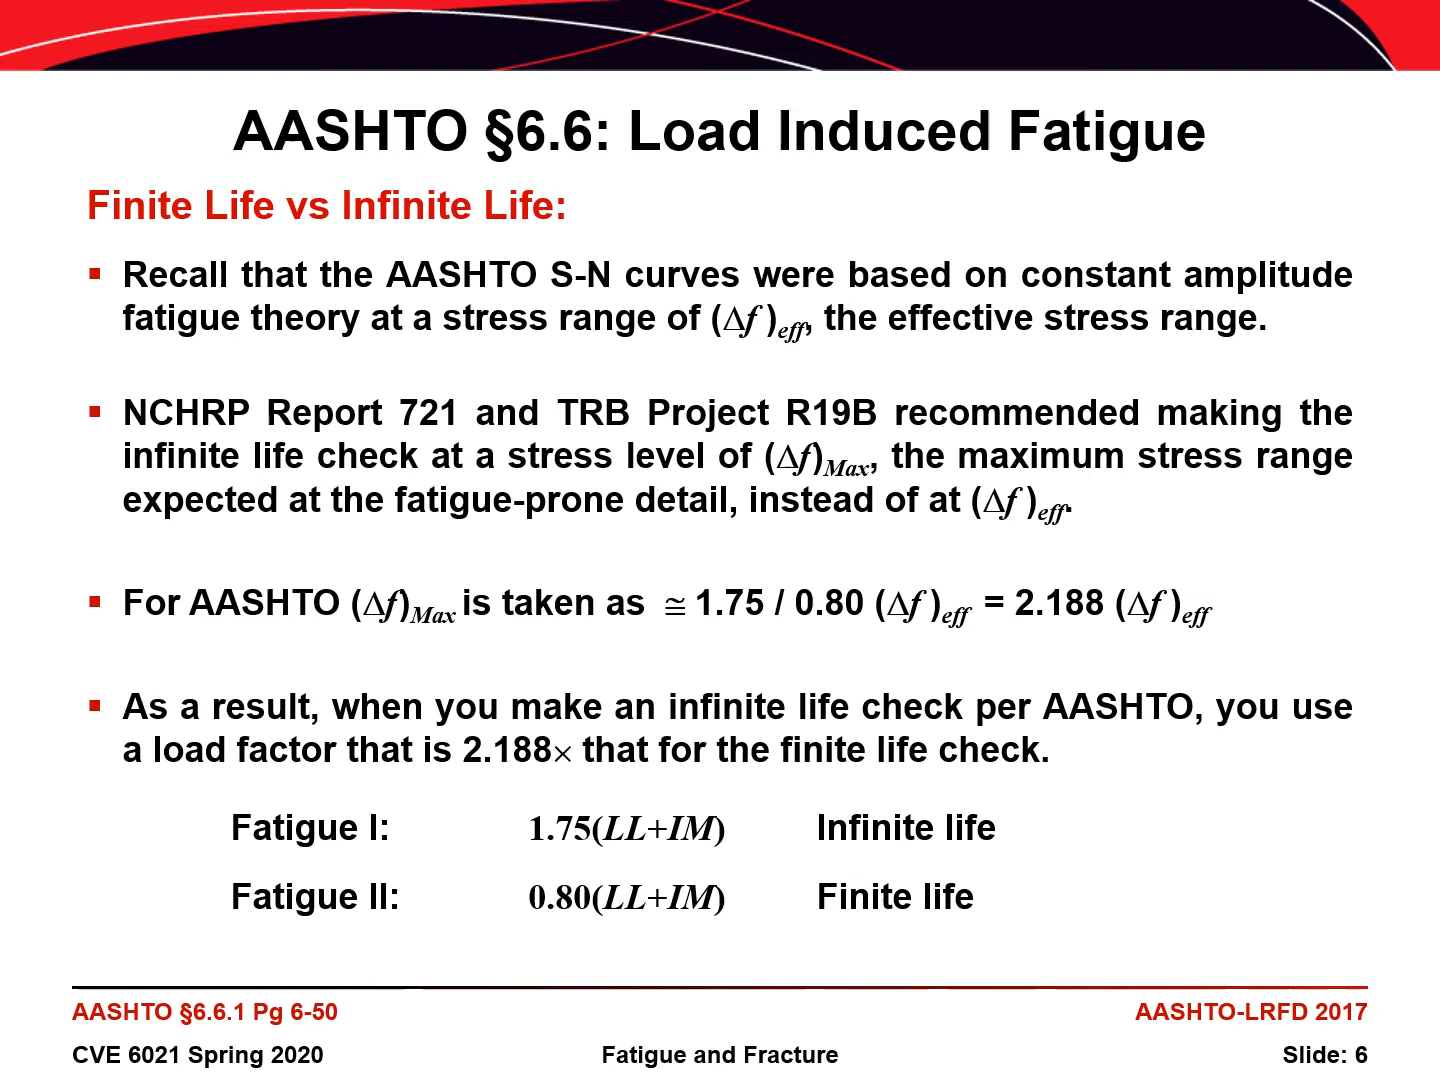 AASHTO §6.6: Load Induced Fatigue
Finite Life vs Infinite Life:
▪ Recall that the AASHTO S-N curves were based on constant amplitude
fatigue theory at a stress range of (Δf )eff, the effective stress range.
▪ NCHRP Report 721 and TRB Project R19B recommended making the
infinite life check at a stress level of (Δf)Max, the maximum stress range
expected at the fatigue-prone detail, instead of at (Δf )eff.
▪ For AASHTO (Δf)Max is taken as ≅ 1.75 / 0.80 (Δf )eff = 2.188 (Δf )eff
▪ As a result, when you make an infinite life check per AASHTO, you use
a load factor that is 2.188× that for the finite life check.
Fatigue I: 1.75(LL+IM) Infinite life
Fatigue II: 0.80(LL+IM) Finite life
AASHTO §6.6.1 Pg 6-50 AASHTO-LRFD 2017
CVE 6021 Spring 2020 Fatigue and Fracture Slide: 6